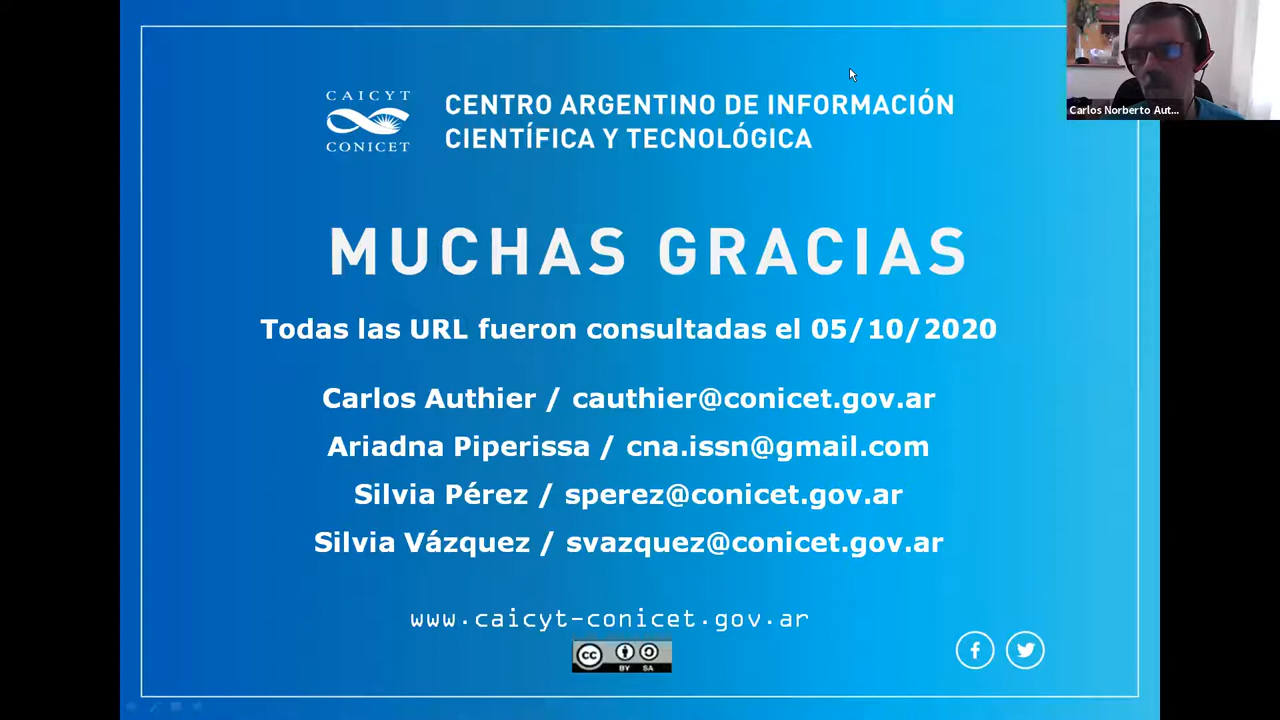 CAICYT
CONICET
CENTRO ARGENTINO DE INFORMACIÓN
CIENTÍFICA Y TECNOLÓGICA
Carlos Norberto Aut...
MUCHAS GRACIAS
Todas las URL fueron consultadas el 05/10/2020
Carlos Authier / cauthier@conicet.gov.ar
Ariadna Piperissa / cna.issn@gmail.com
Silvia Pérez / sperez@conicet.gov.ar
Silvia Vázquez / svazquez@conicet.gov.ar
www.caicyt-conicet.gov.ar
cc BY SA
f